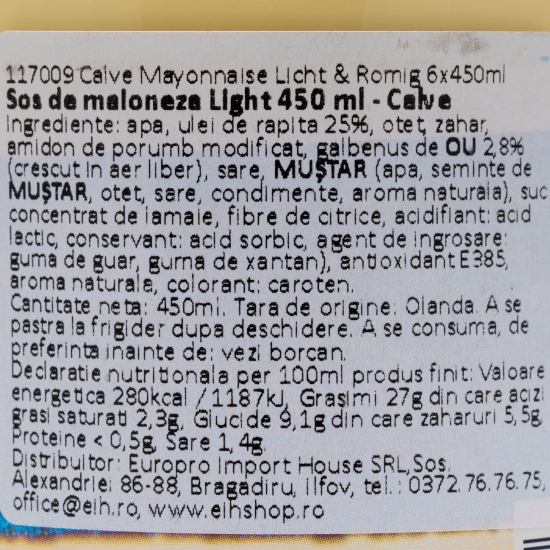 117009 Calve Mayonnaise Licht & Romig 6x450ml
Sos de maioneza Light 450 ml - Calve
Ingrediente: apa, ulei de rapita 25%, otet, zahar,
amidon de porumb modificat, galbenus de OU 2,8%
(crescut in aer liber), sare, MUȘTAR (apa, seminte de
MUȘTAR, otet, sare, condimente, aroma naturala), suc
concentrat de lamaie, fibre de citrice, acidifiant: acid
lactic, conservant: acid sorbic, agent de ingrosare:
guma de guar, guma de xantan), antioxidant E385,
aroma naturala, colorant: caroten.
Cantitate neta: 450ml. Tara de origine: Olanda. A se
pastra la frigider dupa deschidere. A se consuma, de
preferinta inainte de: vezi borcan.
Declaratie nutritionala per 100ml produs finit: Valoare
energetica 280kcal / 1187kJ, Grasimi 27g din care acizi
grasi saturati 2,3g, Glucide 9,1g din care zaharuri 5,5g,
Proteine < 0,5g, Sare 1,4g.
Distribuitor: Europro Import House SRL, Sos.
Alexandriei 86-88, Bragadiru, Ilfov, tel.: 0372.76.76.75,
office@eih.ro, www.eihshop.ro